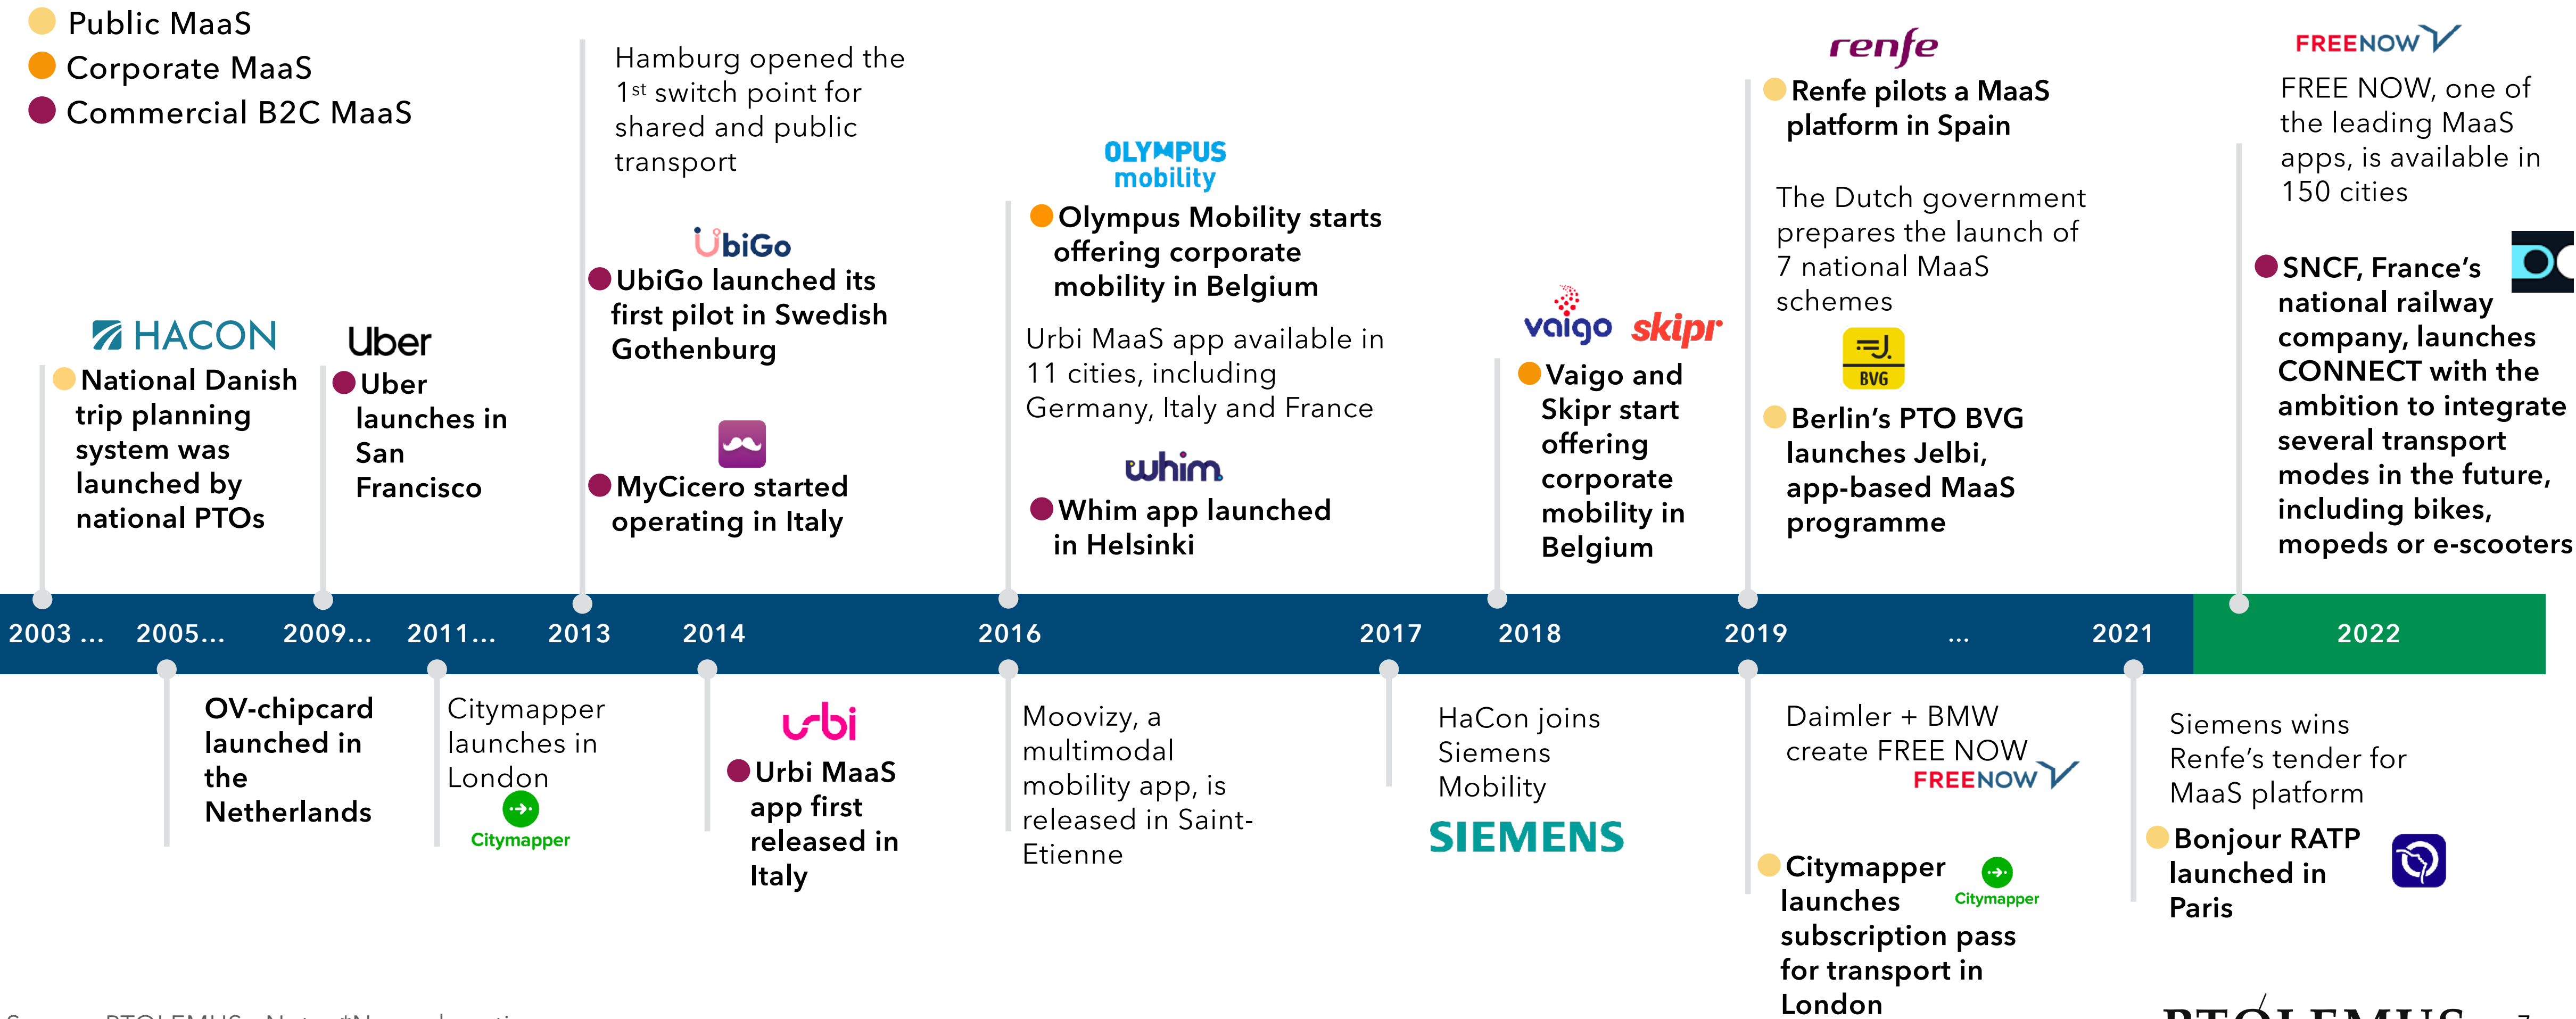 Public MaaS
Corporate MaaS
Commercial B2C MaaS
Hamburg opened the
1st switch point for
shared and public
transport
UbiGo
UbiGo launched its
first pilot in Swedish
Gothenburg
MyCicero started
operating in Italy
HACON
National Danish
trip planning
system was
launched by
national PTOs
Uber
Uber
launches in
San
Francisco
OLYMPUS
mobility
Olympus Mobility starts
offering corporate
mobility in Belgium
Urbi MaaS app available in
11 cities, including
Germany, Italy and France
whim
Whim app launched
in Helsinki
vaigo skipr
Vaigo and
Skipr start
offering
corporate
mobility in
Belgium
renfe
Renfe pilots a MaaS
platform in Spain
The Dutch government
prepares the launch of
7 national MaaS
schemes
BVG
Berlin's PTO BVG
launches Jelbi,
app-based MaaS
programme
FREENOW
FREE NOW, one of
the leading MaaS
apps, is available in
150 cities
SNCF, France's
national railway
company, launches
CONNECT with the
ambition to integrate
several transport
modes in the future,
including bikes,
mopeds or e-scooters
2003 ... 2005... 2009... 2011... 2013 2014 2016 2017 2018 2019 ... 2021 2022
OV-chipcard
launched in
the
Netherlands
Citymapper
launches in
London
Citymapper
urbi
Urbi MaaS
app first
released in
Italy
Moovizy, a
multimodal
mobility app, is
released in Saint-
Etienne
HaCon joins
Siemens
Mobility
SIEMENS
Daimler + BMW
create FREE NOW
FREENOW
Citymapper
launches
subscription pass
for transport in
London
Citymapper
Siemens wins
Renfe's tender for
MaaS platform
Bonjour RATP
launched in
Paris
PTOLEMUS